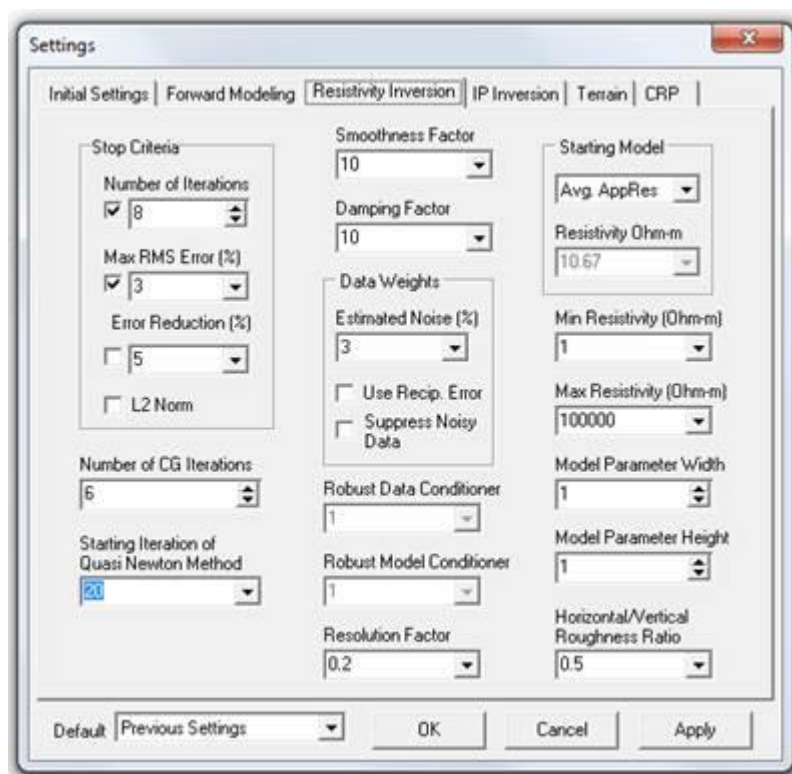 Settings
Initial Settings
Forward Modeling
Resistivity Inversion
IP Inversion
Terrain
CRP
Stop Criteria
Number of Iterations
8
Max RMS Error (%)
3
Error Reduction (%)
5
L2 Norm
Number of CG Iterations
6
Starting Iteration of
Quasi Newton Method
20
Smoothness Factor
10
Damping Factor
10
Data Weights
Estimated Noise (%)
3
Use Recip. Error
Suppress Noisy
Data
Robust Data Conditioner
1
Robust Model Conditioner
1
Resolution Factor
0.2
Starting Model
Avg. AppRes
Resistivity Ohm-m
10.67
Min Resistivity (Ohm-m)
1
Max Resistivity (Ohm-m)
100000
Model Parameter Width
1
Model Parameter Height
1
Horizontal/Vertical
Roughness Ratio
0.5
Default
Previous Settings
OK
Cancel
Apply